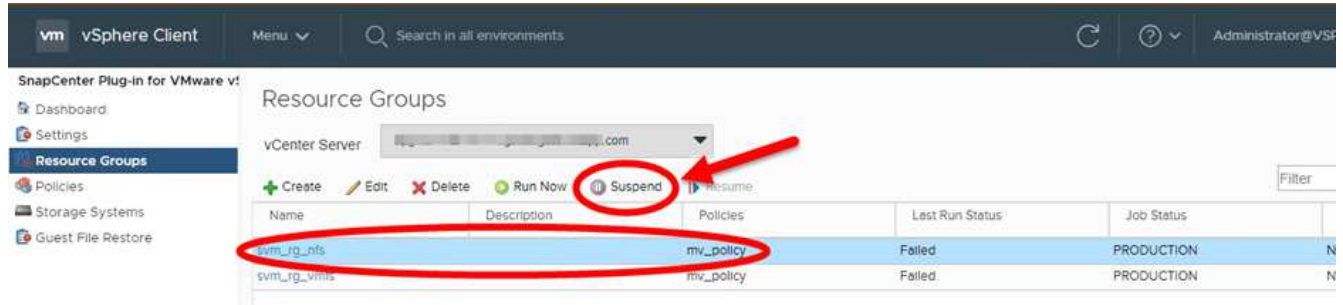 vm vSphere Client Menu Search in all environments Administrator@VSP
SnapCenter Plug-in for VMware
Dashboard
Settings
Resource Groups
Policies
Storage Systems
Guest File Restore
Resource Groups
vCenter Server .com
Create Edit Delete Run Now Suspend Resume Filter
Name Description Policies Last Run Status Job Status
svm_rg_nfs mv_policy Failed PRODUCTION N
svm_rg_vmfs mv_policy Failed PRODUCTION N